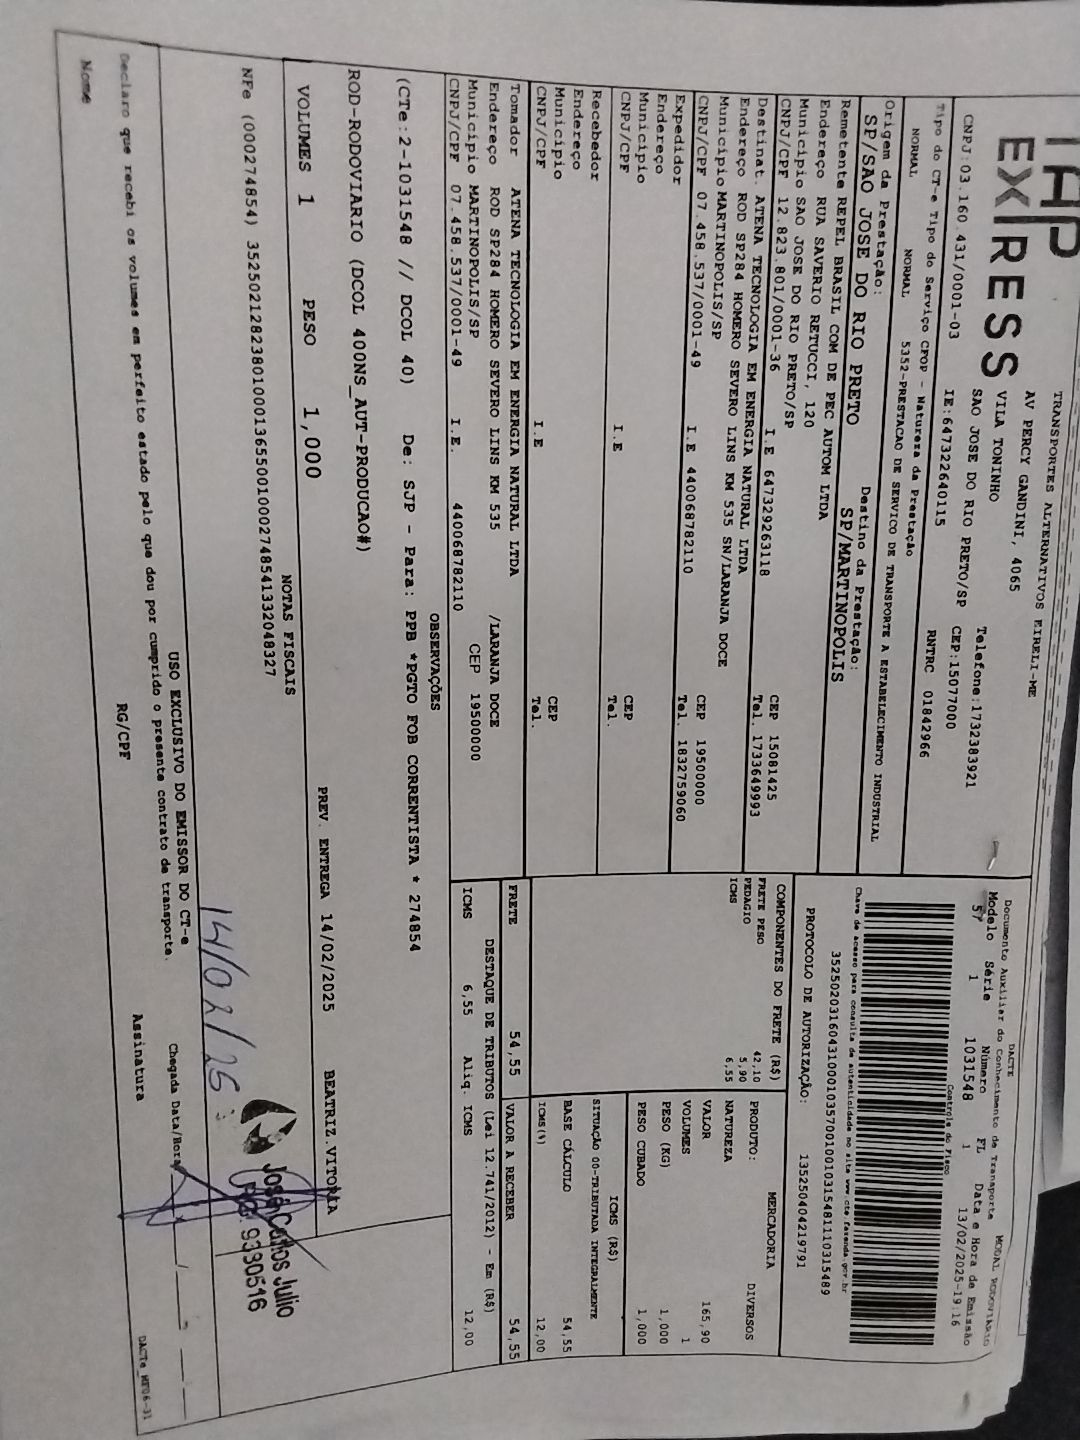 TAP
EXPRESS
TRANSPORTES ALTERNATIVOS EIRELI-ME
AV PERCY GANDINI, 4065
VILA TONINHO
SAO JOSE DO RIO PRETO/SP
Telefone:1732383921
CEP:15077000
CNPJ:03.160.431/0001-03 IE:647322640115 RNTRC 01842966
DACTE MODAL RODOVIÁRIO
Documento Auxiliar do Conhecimento de Transporte
Modelo Série Número FL Data e Hora de Emissão
57 1 1031548 1 13/02/2025-19:16
Controle do Fisco
Chave de acesso para consulta de autenticidade no site www.cte.fazenda.gov.br
35250203160431000103570010010315481110315489
PROTOCOLO DE AUTORIZAÇÃO: 135250404219791
Tipo do CT-e Tipo do Serviço CFOP - Natureza da Prestação
NORMAL NORMAL 5352-PRESTACAO DE SERVICO DE TRANSPORTE A ESTABELECIMENTO INDUSTRIAL
Origem da Prestação: Destino da Prestação:
SP/SAO JOSE DO RIO PRETO SP/MARTINOPOLIS
Remetente REPEL BRASIL COM DE PEC AUTOM LTDA
Endereço RUA SAVERIO RETUCCI, 120
Município SAO JOSE DO RIO PRETO/SP CEP 15081425
CNPJ/CPF 12.823.801/0001-36 I.E 647329263118 Tel. 1733649993
Destinat. ATENA TECNOLOGIA EM ENERGIA NATURAL LTDA
Endereço ROD SP284 HOMERO SEVERO LINS KM 535 SN/LARANJA DOCE
Município MARTINOPOLIS/SP CEP 19500000
CNPJ/CPF 07.458.537/0001-49 I.E 440068782110 Tel. 1832759060
Expedidor
Endereço
Município CEP
CNPJ/CPF I.E Tel.
Recebedor
Endereço
Município CEP
CNPJ/CPF I.E Tel.
Tomador ATENA TECNOLOGIA EM ENERGIA NATURAL LTDA
Endereço ROD SP284 HOMERO SEVERO LINS KM 535 /LARANJA DOCE
Município MARTINOPOLIS/SP CEP 19500000
CNPJ/CPF 07.458.537/0001-49 I.E. 440068782110
COMPONENTES DO FRETE (R$)
FRETE PESO 42,10
PEDAGIO 5,90
ICMS 6,55
MERCADORIA
PRODUTO: DIVERSOS
NATUREZA
VALOR 165,90
VOLUMES 1
PESO (KG) 1,000
PESO CUBADO 1,000
ICMS (R$)
SITUAÇÃO 00-TRIBUTADA INTEGRALMENTE
BASE CÁLCULO 54,55
ICMS(%) 12,00
FRETE 54,55 VALOR A RECEBER 54,55
DESTAQUE DE TRIBUTOS (Lei 12.741/2012) - Em (R$)
ICMS 6,55 Aliq. ICMS 12,00
OBSERVAÇÕES
(CTe:2-1031548 // DCOL 40) De: SJP - Para: PPB *PGTO FOB CORRENTISTA * 274854
ROD-RODOVIARIO (DCOL 400NS_AUT-PRODUCAO#)
VOLUMES 1 PESO 1,000 PREV. ENTREGA 14/02/2025 BEATRIZ.VITORIA
NOTAS FISCAIS
NFe (000274854) 35250212823801000136550010002748541332048327
José Carlos Julio
9330516
14/02/25
USO EXCLUSIVO DO EMISSOR DO CT-e
Declaro que recebi os volumes em perfeito estado pelo que dou por cumprido o presente contrato de transporte.
Chegada Data/Hora
Nome RG/CPF Assinatura
DACTe_MF06-31